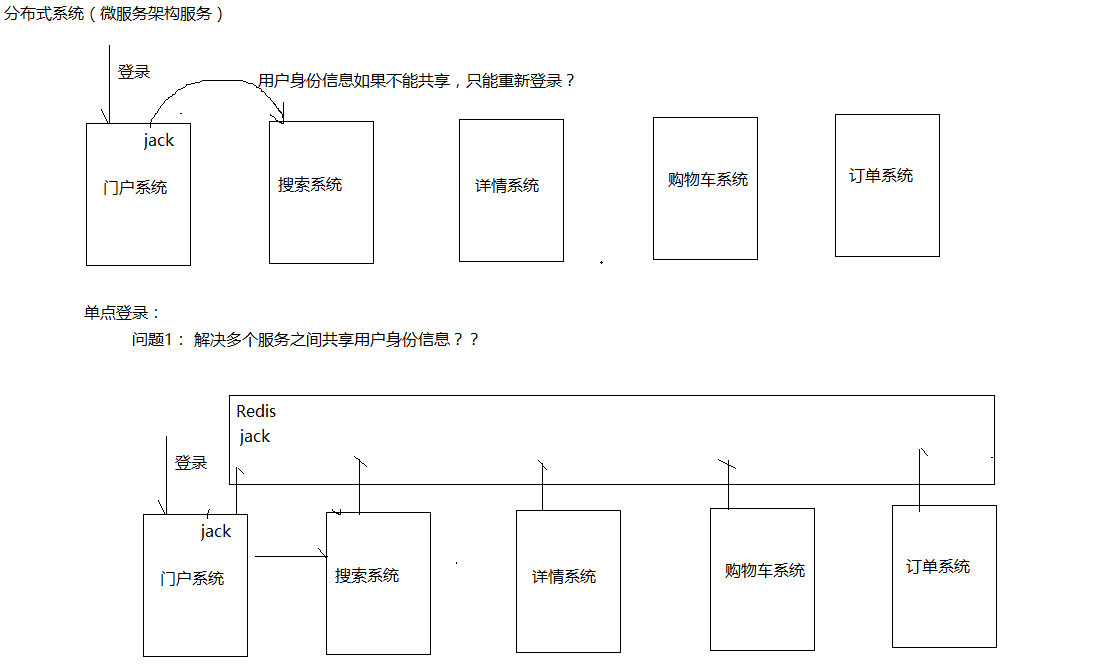 分布式系统（微服务架构服务）
登录
用户身份信息如果不能共享，只能重新登录？
jack
门户系统
搜索系统
详情系统
购物车系统
订单系统
单点登录：
问题1： 解决多个服务之间共享用户身份信息？？
Redis
jack
登录
jack
门户系统
搜索系统
详情系统
购物车系统
订单系统